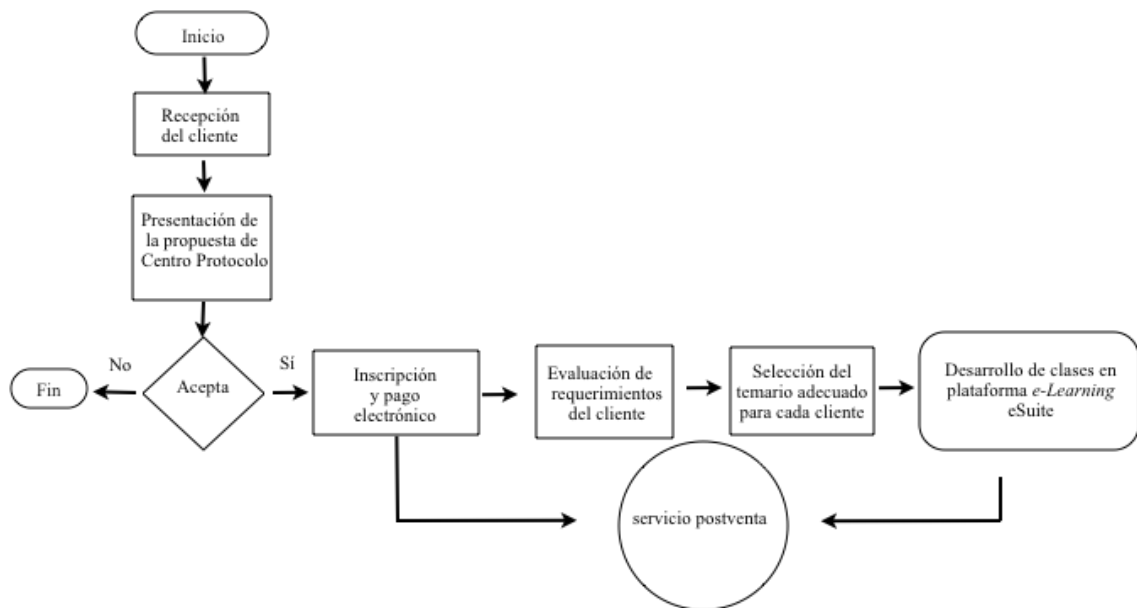 Inicio
Recepción
del cliente
Presentación de
la propuesta de
Centro Protocolo
No
Sí
Fin
Acepta
Inscripción
y pago
electrónico
Evaluación de
requerimientos
del cliente
Selección del
temario adecuado
para cada cliente
Desarrollo de clases en
plataforma e-Learning
eSuite
servicio postventa